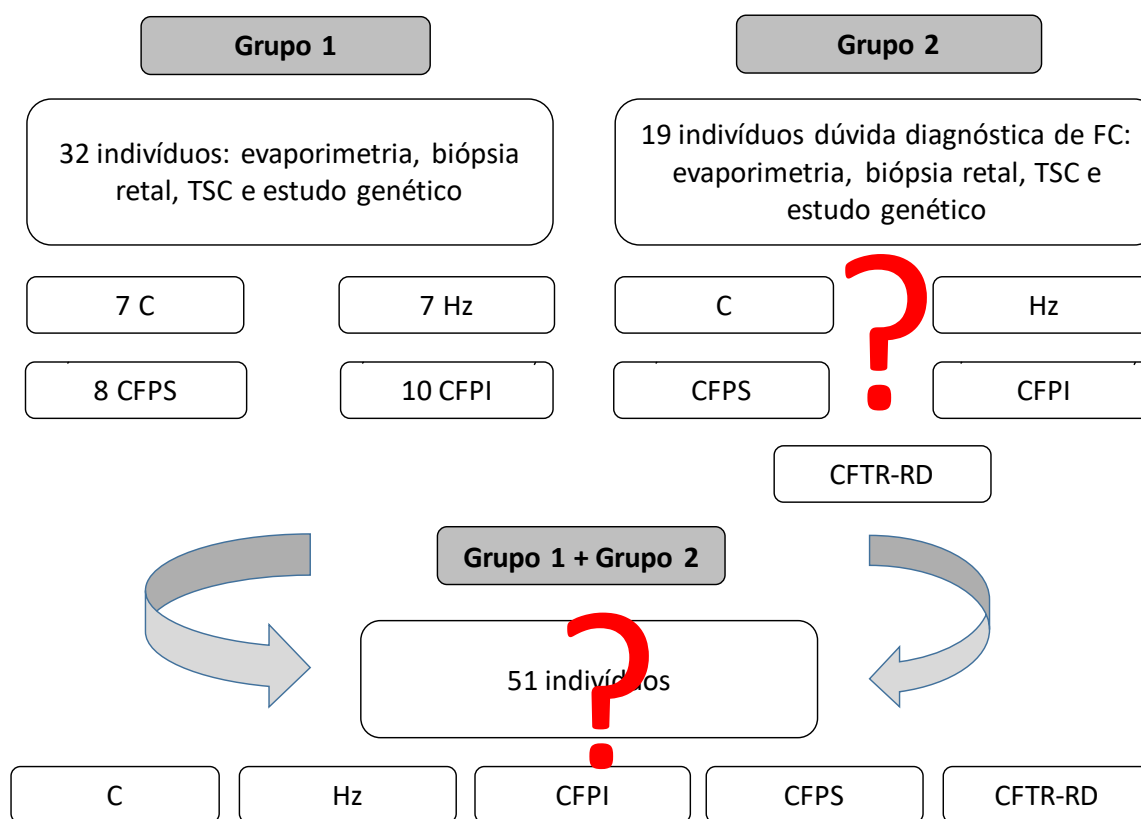 Grupo 1
Grupo 2
32 indivíduos: evaporimetria, biópsia
retal, TSC e estudo genético
19 indivíduos dúvida diagnóstica de FC:
evaporimetria, biópsia retal, TSC e
estudo genético
7 C
7 Hz
C
?
Hz
8 CFPS
10 CFPI
CFPS
CFPI
CFTR-RD
Grupo 1 + Grupo 2
51 indivíduos
?
C
Hz
CFPI
CFPS
CFTR-RD